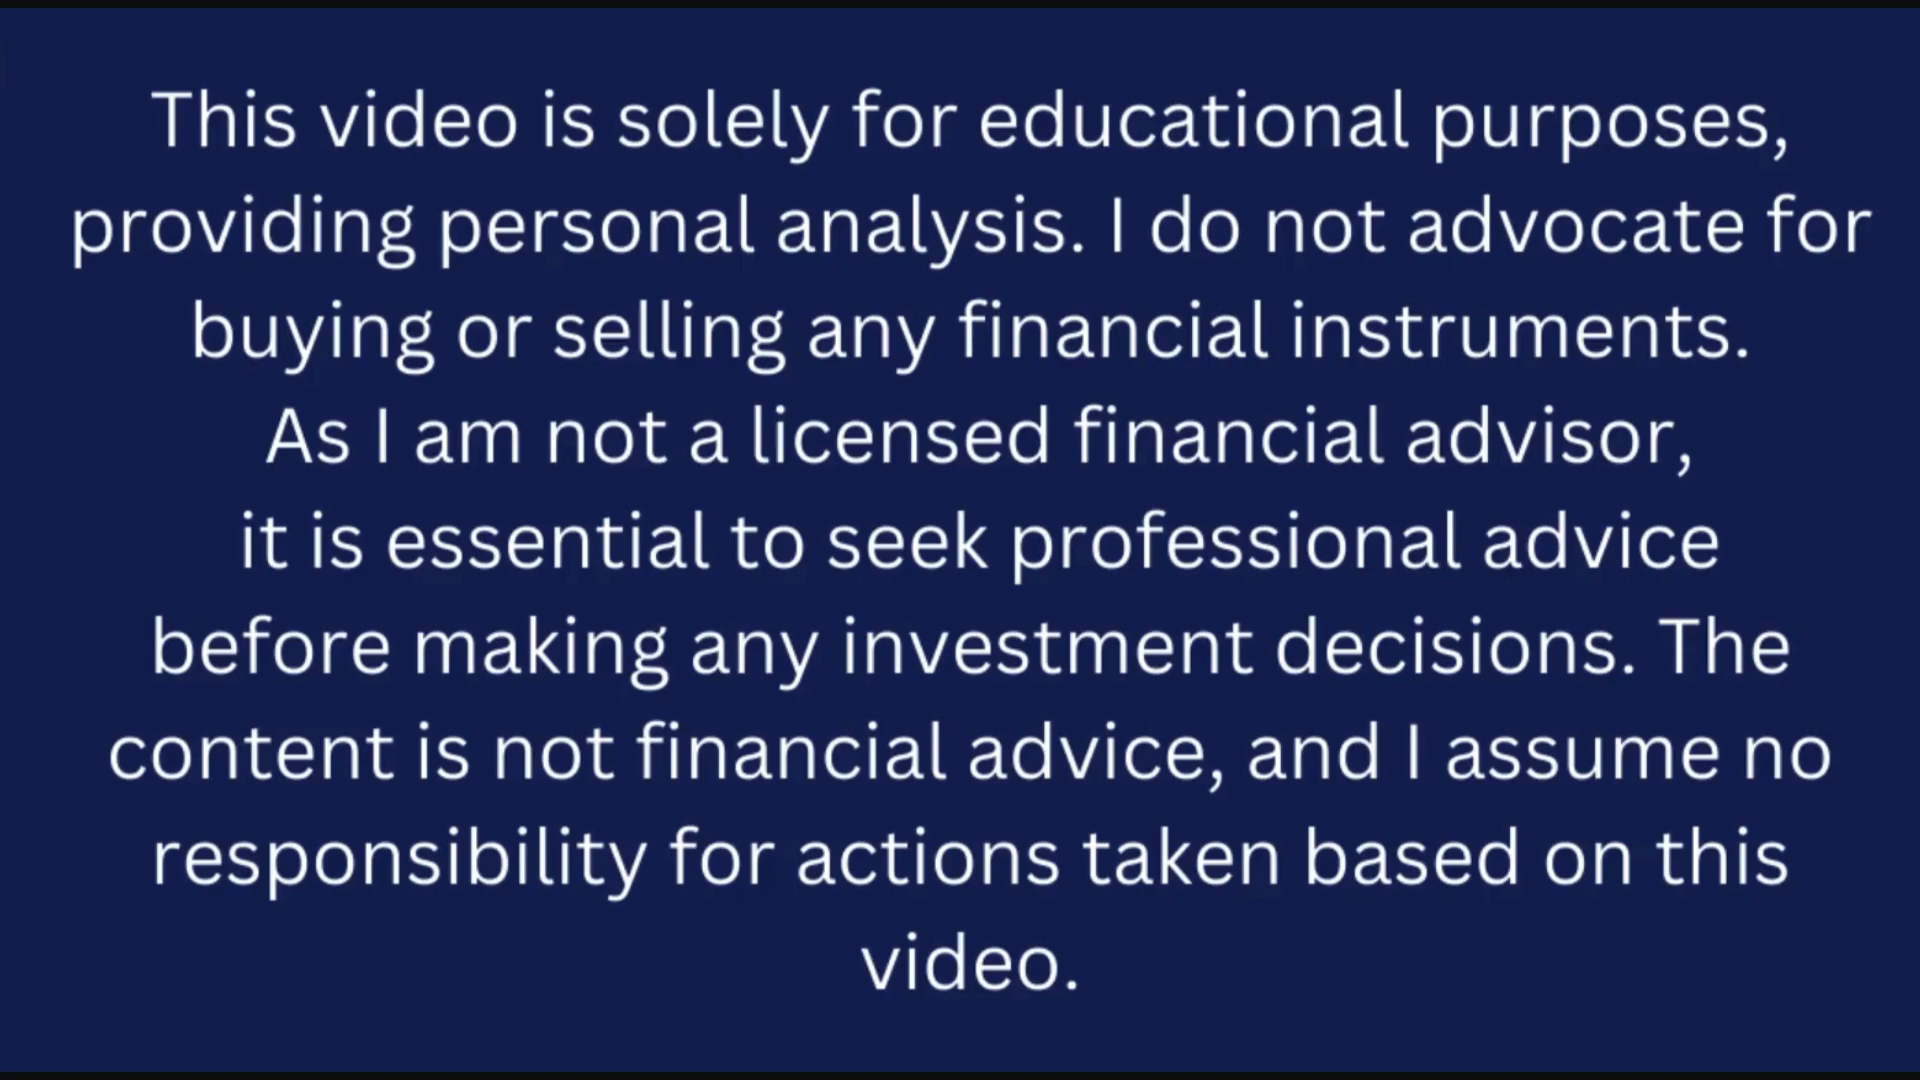 This video is solely for educational purposes,
providing personal analysis. I do not advocate for
buying or selling any financial instruments.
As I am not a licensed financial advisor,
it is essential to seek professional advice
before making any investment decisions. The
content is not financial advice, and I assume no
responsibility for actions taken based on this
video.